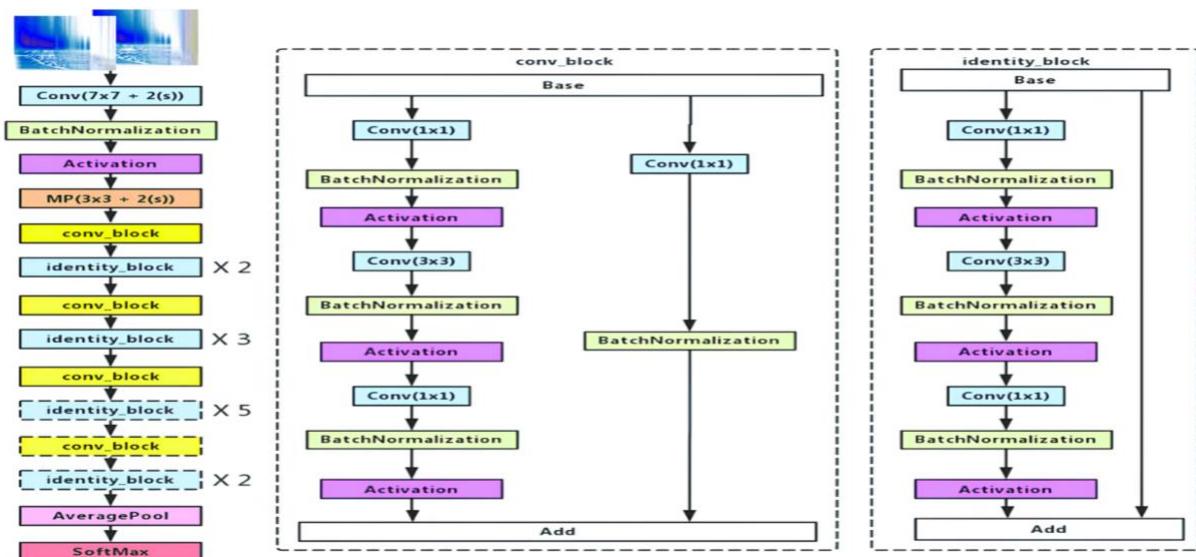 Conv(7x7 + 2(s))
BatchNormalization
Activation
MP(3x3 + 2(s))
conv_block
identity_block X 2
conv_block
identity_block X 3
conv_block
identity_block X 5
conv_block
identity_block X 2
AveragePool
SoftMax
conv_block
Base
Conv(1x1)
BatchNormalization
Activation
Conv(3x3)
BatchNormalization
Activation
Conv(1x1)
BatchNormalization
Activation
Conv(1x1)
BatchNormalization
Add
identity_block
Base
Conv(1x1)
BatchNormalization
Activation
Conv(3x3)
BatchNormalization
Activation
Conv(1x1)
BatchNormalization
Activation
Add